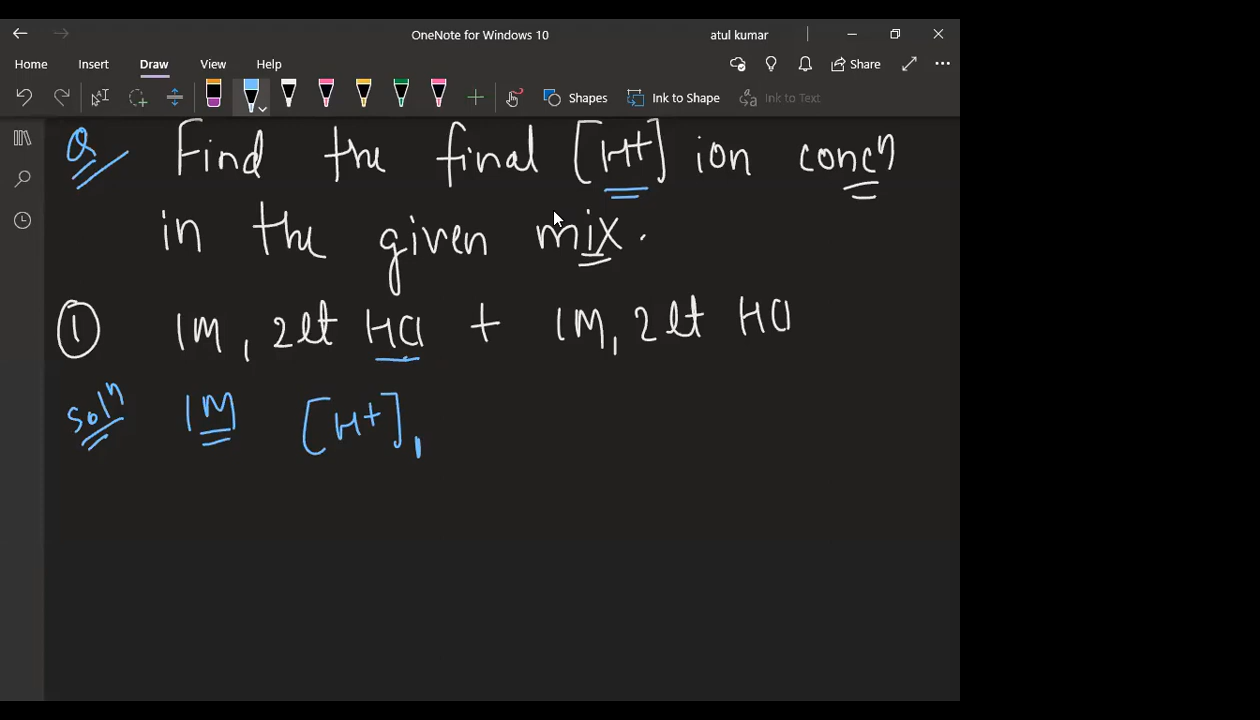 OneNote for Windows 10
atul kumar
Home Insert Draw View Help
Share
Shapes Ink to Shape Ink to Text
Q Find the final [H+] ion concn
in the given mix.
① 1M, 2lt HCl + 1M, 2lt HCl
Soln 1M [H+]1